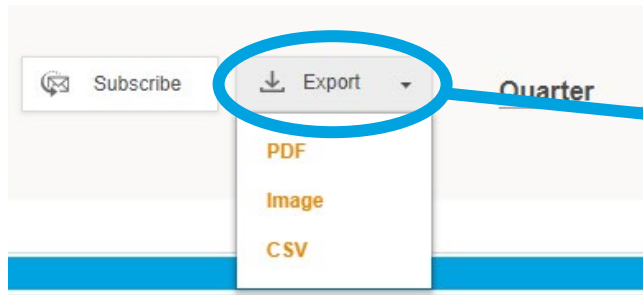 Subscribe
Export
Quarter
PDF
Image
CSV